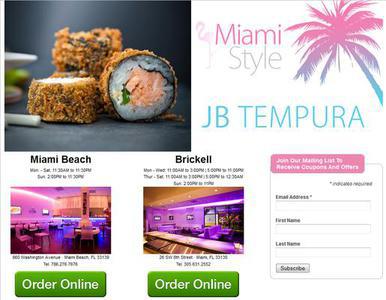 Miami
Style
JB TEMPURA
Miami Beach
Mon - Sat: 11:30AM to 11:30PM
Sun: 2:00PM to 11:30PM
Brickell
Mon - Wed: 11:00AM to 3:00PM | 5:00PM to 11:00PM
Thur - Sat: 11:00AM to 3:00PM | 5:00PM to 12:30AM
Sun: 2:00PM to 11PM
Join Our Mailing List To
Receive Coupons And Offers
* indicates required
Email Address *
First Name
Last Name
Subscribe
Washington Avenue · Miami Beach, FL 33139
Tel: 786.276.7676
26 SW 8th Street · Miami, FL 33135
Tel: 305.631.2552
Order Online
Order Online